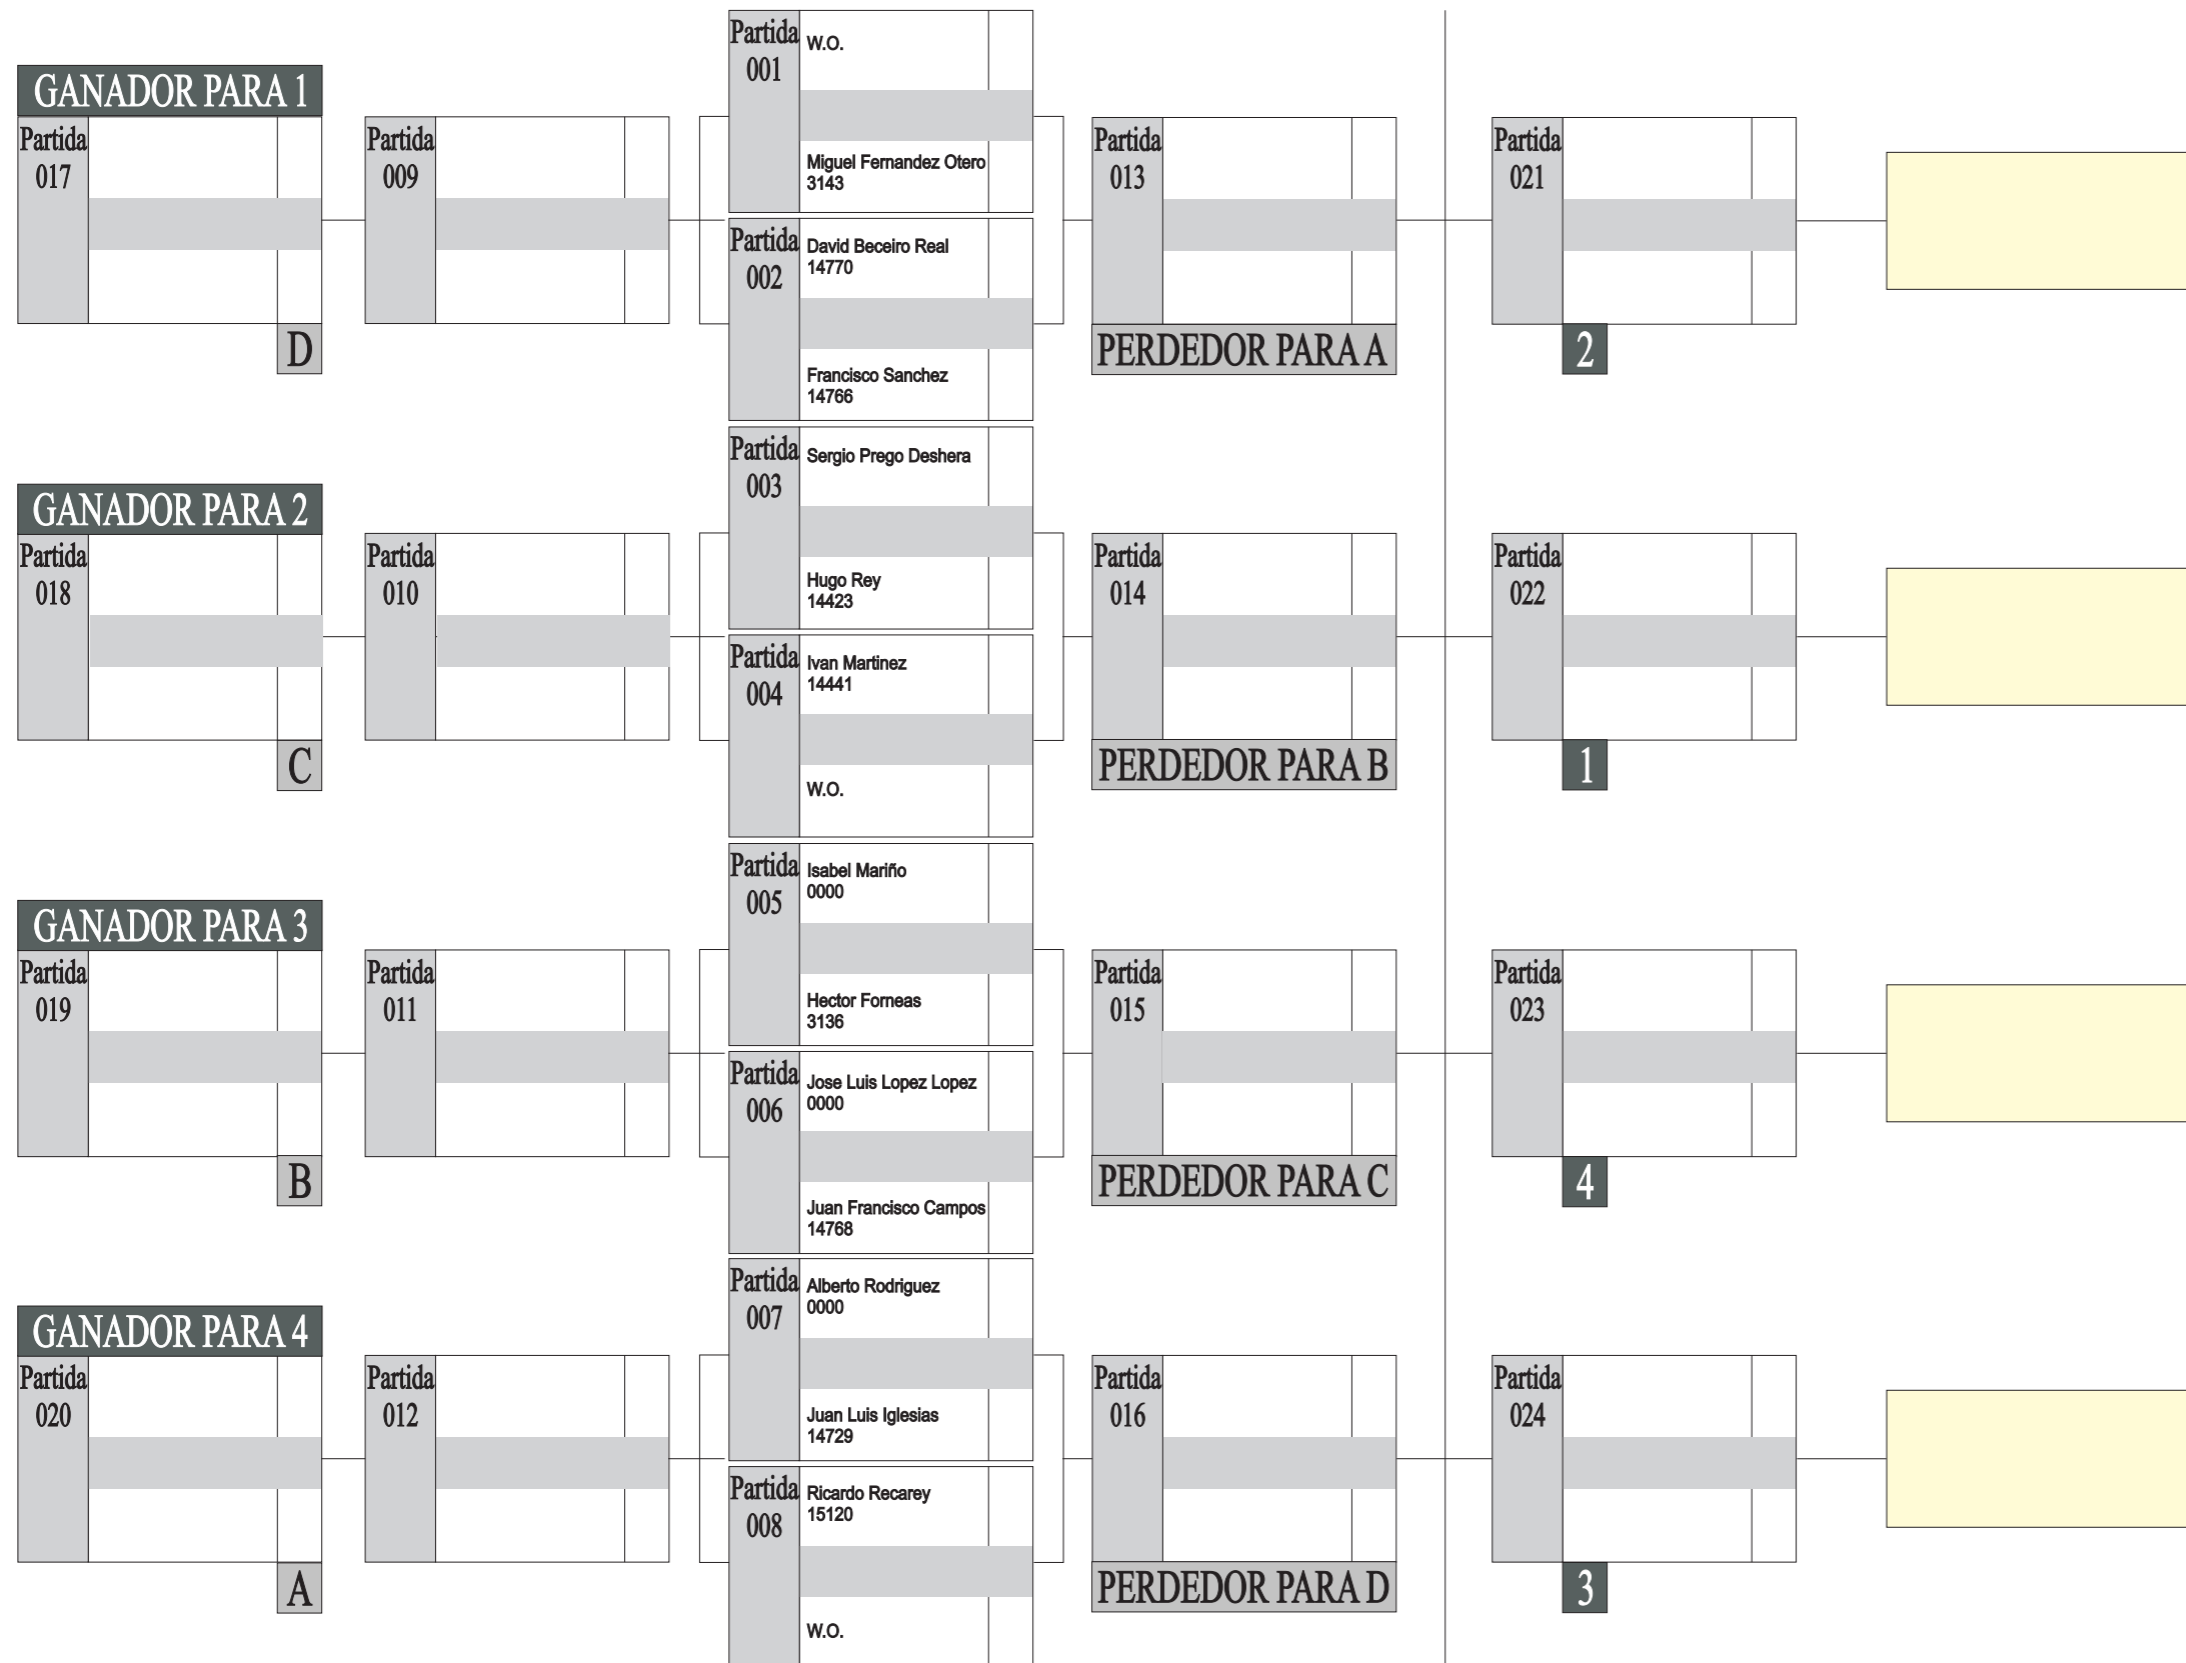 GANADOR PARA 1
Partida
017
D
GANADOR PARA 2
Partida
018
C
GANADOR PARA 3
Partida
019
B
GANADOR PARA 4
Partida
020
A
Partida
009
Partida
010
Partida
011
Partida
012
Partida
001
W.O.
Miguel Fernandez Otero
3143
Partida
002
David Beceiro Real
14770
Francisco Sanchez
14766
Partida
003
Sergio Prego Deshera
Hugo Rey
14423
Partida
004
Ivan Martinez
14441
W.O.
Partida
005
Isabel Mariño
0000
Hector Forneas
3136
Partida
006
Jose Luis Lopez Lopez
0000
Juan Francisco Campos
14768
Partida
007
Alberto Rodriguez
0000
Juan Luis Iglesias
14729
Partida
008
Ricardo Recarey
15120
W.O.
Partida
013
PERDEDOR PARA A
Partida
014
PERDEDOR PARA B
Partida
015
PERDEDOR PARA C
Partida
016
PERDEDOR PARA D
Partida
021
2
Partida
022
1
Partida
023
4
Partida
024
3